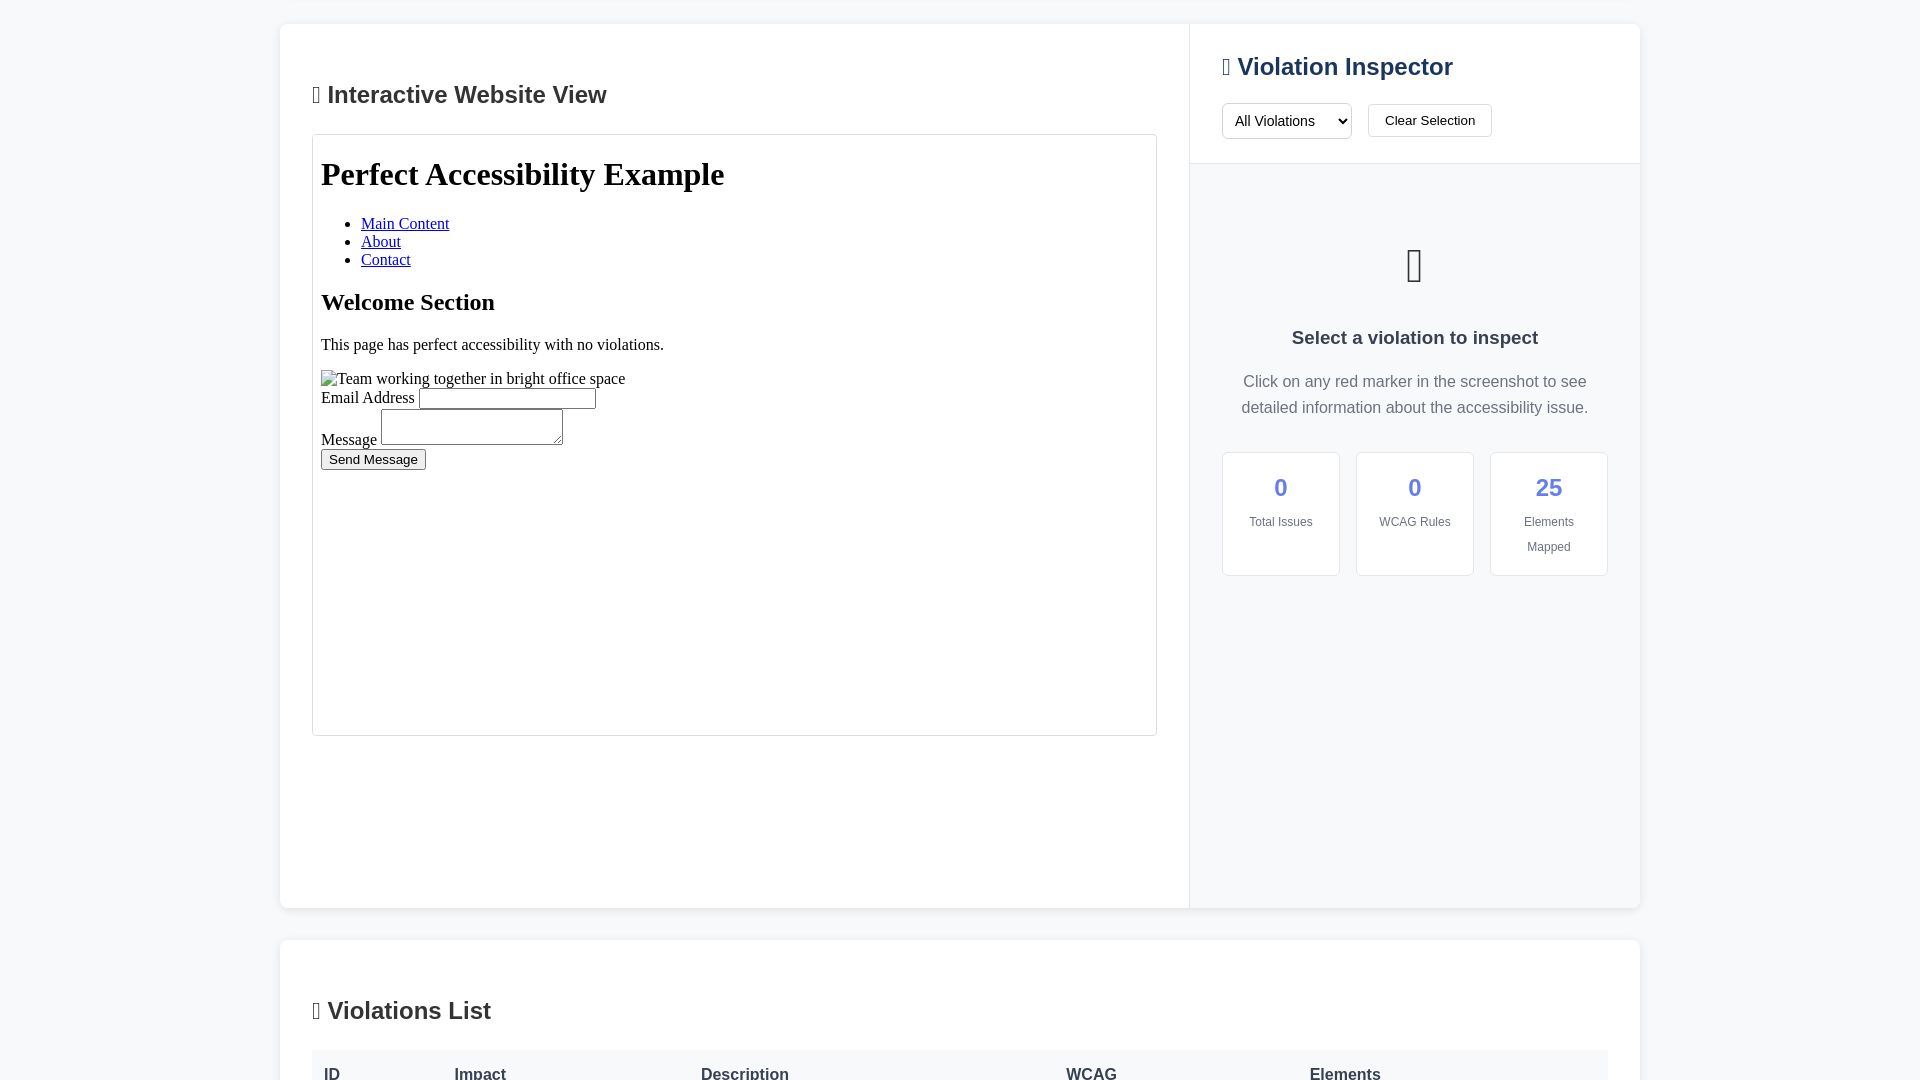 Interactive Website View
Perfect Accessibility Example
Main Content
About
Contact
Welcome Section
This page has perfect accessibility with no violations.
Team working together in bright office space
Email Address
Message
Send Message
Violation Inspector
All Violations
Clear Selection
Select a violation to inspect
Click on any red marker in the screenshot to see
detailed information about the accessibility issue.
0
Total Issues
0
WCAG Rules
25
Elements
Mapped
Violations List
ID Impact Description WCAG Elements